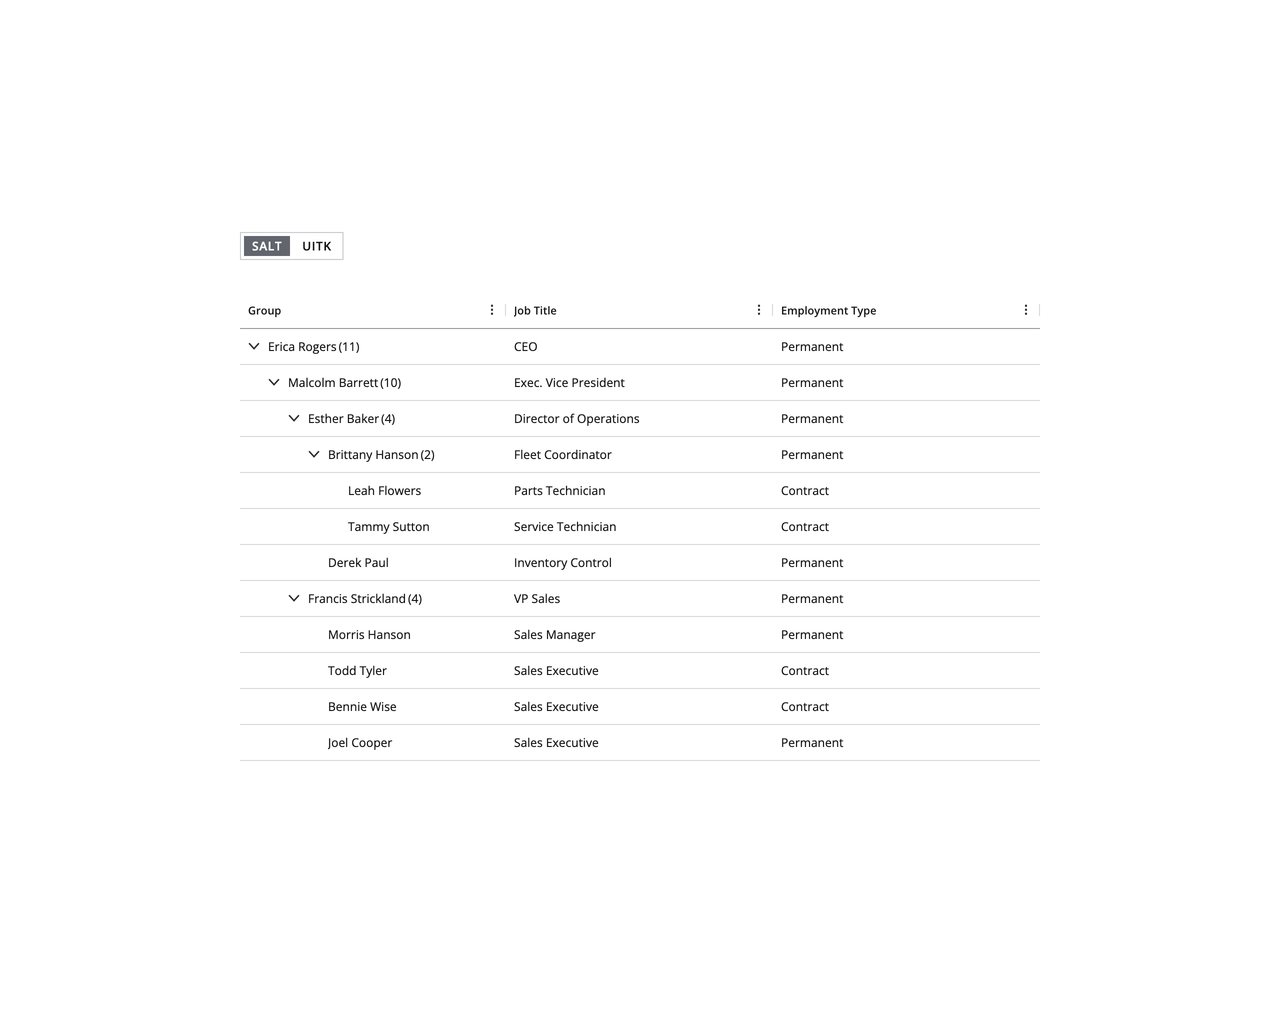 SALT UITK
Group Job Title Employment Type
Erica Rogers (11) CEO Permanent
Malcolm Barrett (10) Exec. Vice President Permanent
Esther Baker (4) Director of Operations Permanent
Brittany Hanson (2) Fleet Coordinator Permanent
Leah Flowers Parts Technician Contract
Tammy Sutton Service Technician Contract
Derek Paul Inventory Control Permanent
Francis Strickland (4) VP Sales Permanent
Morris Hanson Sales Manager Permanent
Todd Tyler Sales Executive Contract
Bennie Wise Sales Executive Contract
Joel Cooper Sales Executive Permanent